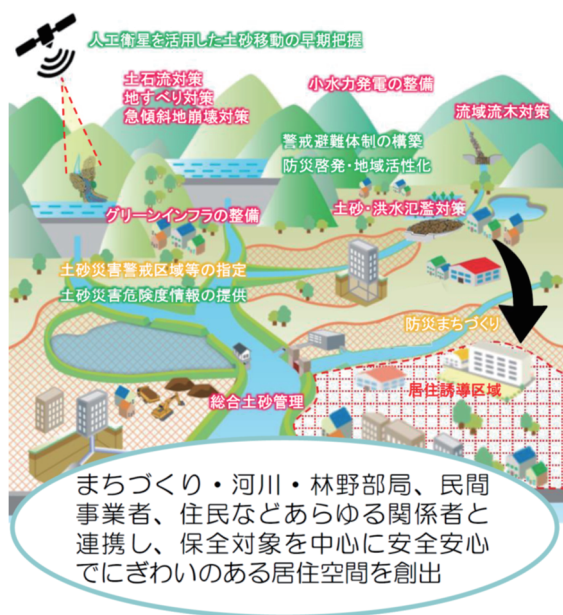 人工衛星を活用した土砂移動の早期把握
土石流対策
地すべり対策
急傾斜地崩壊対策
小水力発電の整備
流域流木対策
警戒避難体制の構築
防災啓発・地域活性化
グリーンインフラの整備
土砂・洪水氾濫対策
土砂災害警戒区域等の指定
土砂災害危険度情報の提供
防災まちづくり
居住誘導区域
総合土砂管理
まちづくり・河川・林野部局、民間
事業者、住民などあらゆる関係者と
連携し、保全対象を中心に安全安心
でにぎわいのある居住空間を創出